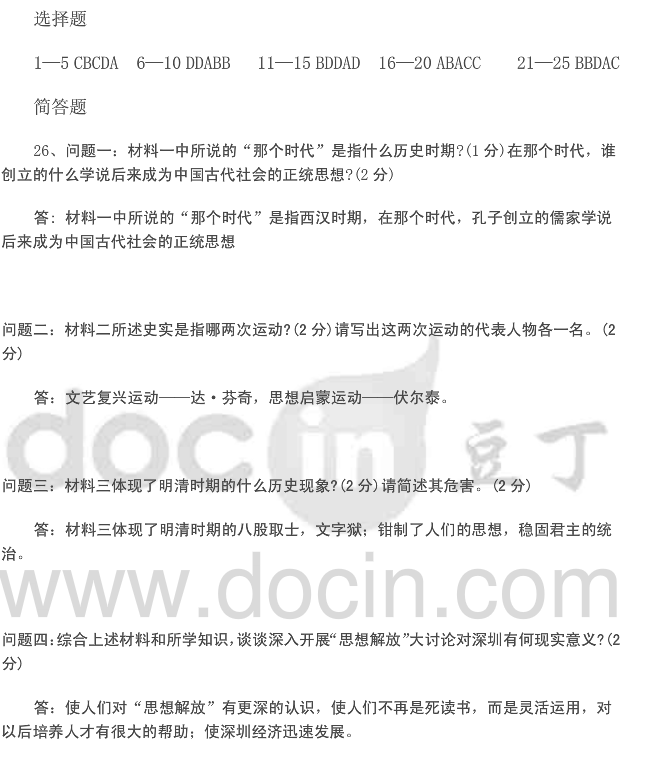 选择题
1—5 CBCDA 6—10 DDABB 11—15 BDDAD 16—20 ABACC 21—25 BBDAC
简答题
26、问题一：材料一中所说的“那个时代”是指什么历史时期?(1 分)在那个时代，谁
创立的什么学说后来成为中国古代社会的正统思想?(2 分)
答: 材料一中所说的“那个时代”是指西汉时期，在那个时代，孔子创立的儒家学说
后来成为中国古代社会的正统思想
问题二：材料二所述史实是指哪两次运动?(2 分)请写出这两次运动的代表人物各一名。(2
分)
答：文艺复兴运动——达·芬奇，思想启蒙运动——伏尔泰。
docin 豆丁
问题三：材料三体现了明清时期的什么历史现象?(2 分)请简述其危害。(2 分)
答：材料三体现了明清时期的八股取士，文字狱；钳制了人们的思想，稳固君主的统
治。
www.docin.com
问题四:综合上述材料和所学知识,谈谈深入开展“思想解放”大讨论对深圳有何现实意义?(2
分)
答：使人们对“思想解放”有更深的认识，使人们不再是死读书，而是灵活运用，对
以后培养人才有很大的帮助；使深圳经济迅速发展。